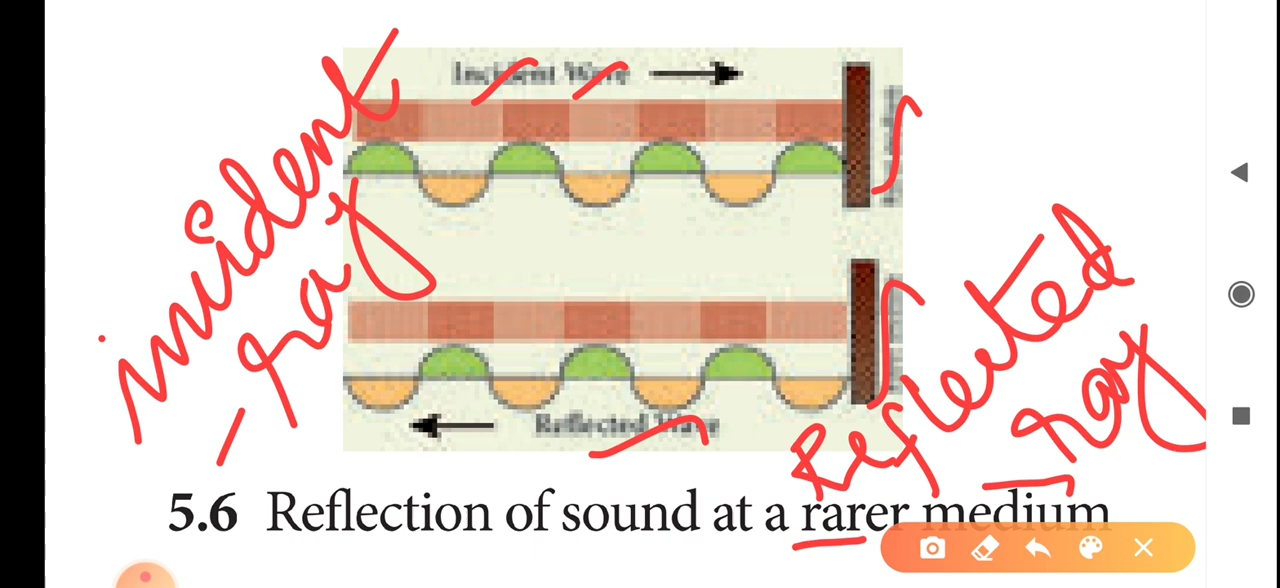 Incident Wave
incident
- ray
Reflected Wave
Reflected
ray
5.6 Reflection of sound at a rarer medium